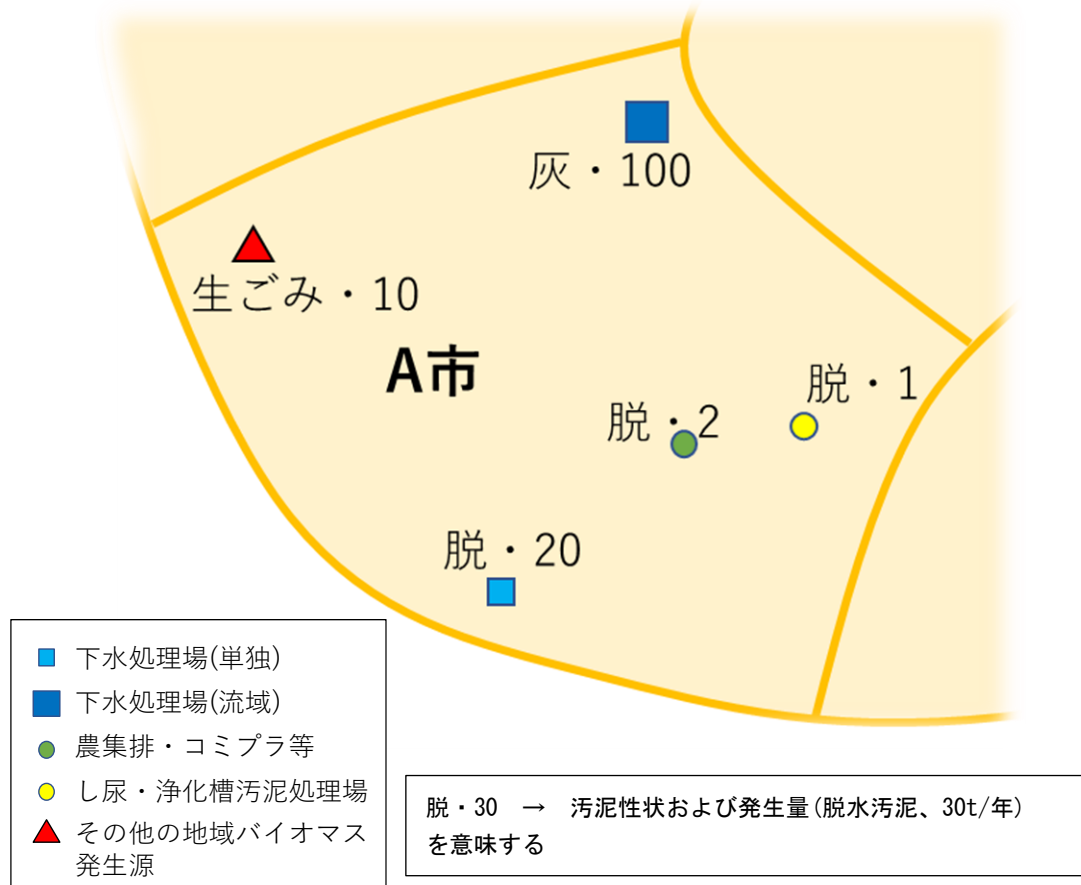 灰・100
生ごみ・10
A市
脱・1
脱・2
脱・20
下水処理場(単独)
下水処理場(流域)
農集排・コミプラ等
し尿・浄化槽汚泥処理場
その他の地域バイオマス
発生源
脱・30 → 汚泥性状および発生量(脱水汚泥、30t/年)
を意味する